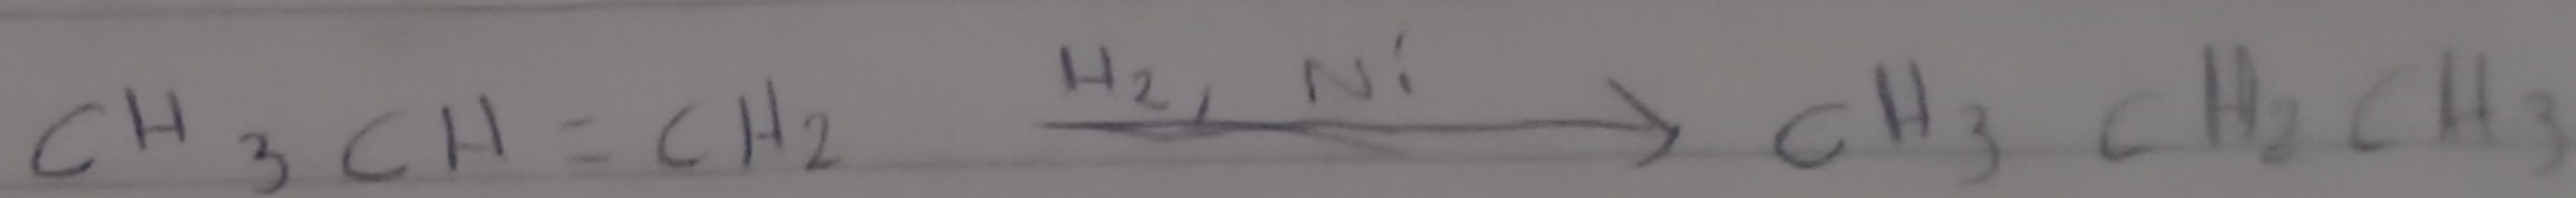 CH3CH=CH2 H2, Ni → CH3CH2CH3